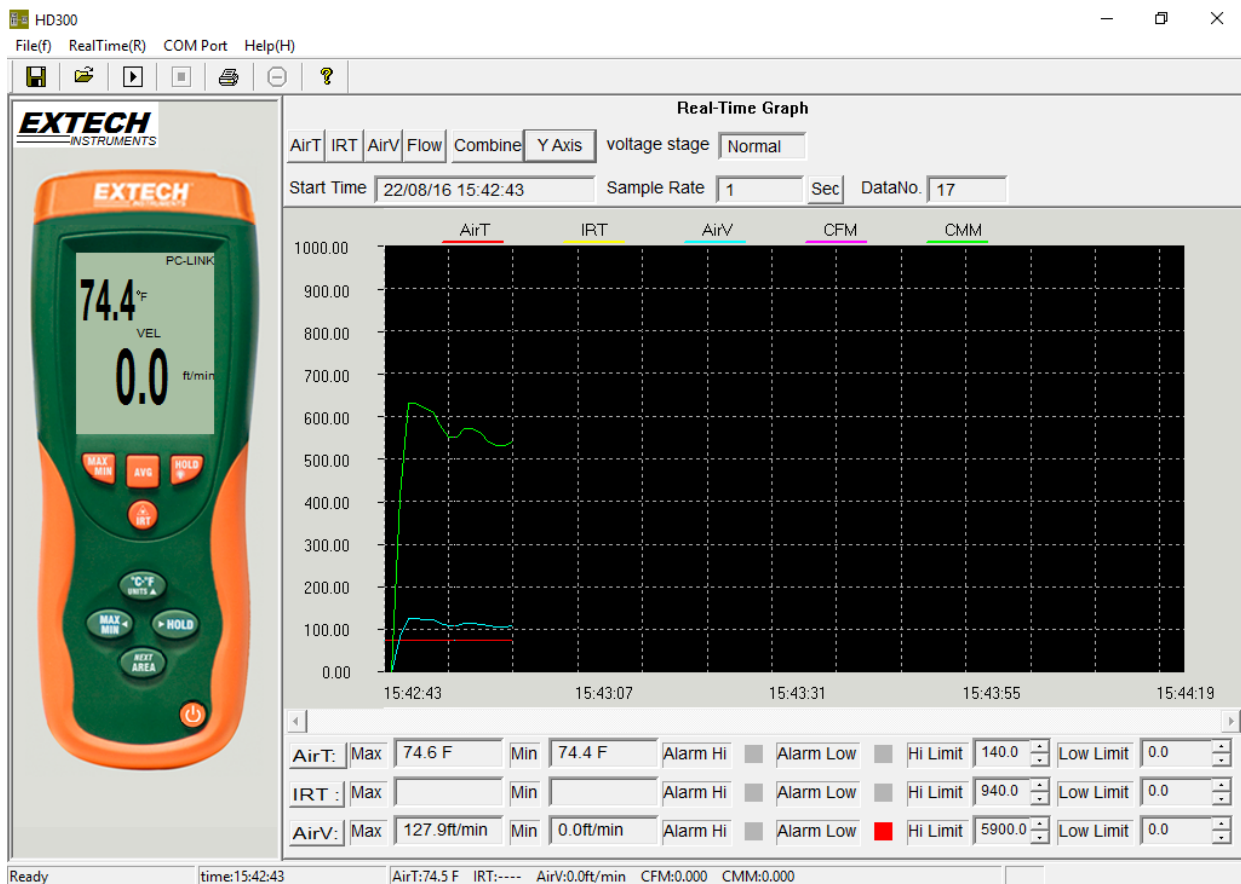 HD300
File(f) RealTime(R) COM Port Help(H)
EXTECH
INSTRUMENTS
EXTECH
INSTRUMENTS
PC-LINK
74.4 °F
VEL
0.0 ft/min
MAX MIN AVG HOLD
IRT
°C-°F
UNITS ▲
MAX MIN ◄ ► HOLD
NEXT
AREA
Real-Time Graph
AirT IRT AirV Flow Combine Y Axis voltage stage Normal
Start Time 22/08/16 15:42:43 Sample Rate 1 Sec DataNo. 17
AirT IRT AirV CFM CMM
1000.00
900.00
800.00
700.00
600.00
500.00
400.00
300.00
200.00
100.00
0.00
15:42:43 15:43:07 15:43:31 15:43:55 15:44:19
AirT: Max 74.6 F Min 74.4 F Alarm Hi Alarm Low Hi Limit 140.0 Low Limit 0.0
IRT : Max Min Alarm Hi Alarm Low Hi Limit 940.0 Low Limit 0.0
AirV: Max 127.9ft/min Min 0.0ft/min Alarm Hi Alarm Low Hi Limit 5900.0 Low Limit 0.0
Ready time:15:42:43 AirT:74.5 F IRT:---- AirV:0.0ft/min CFM:0.000 CMM:0.000